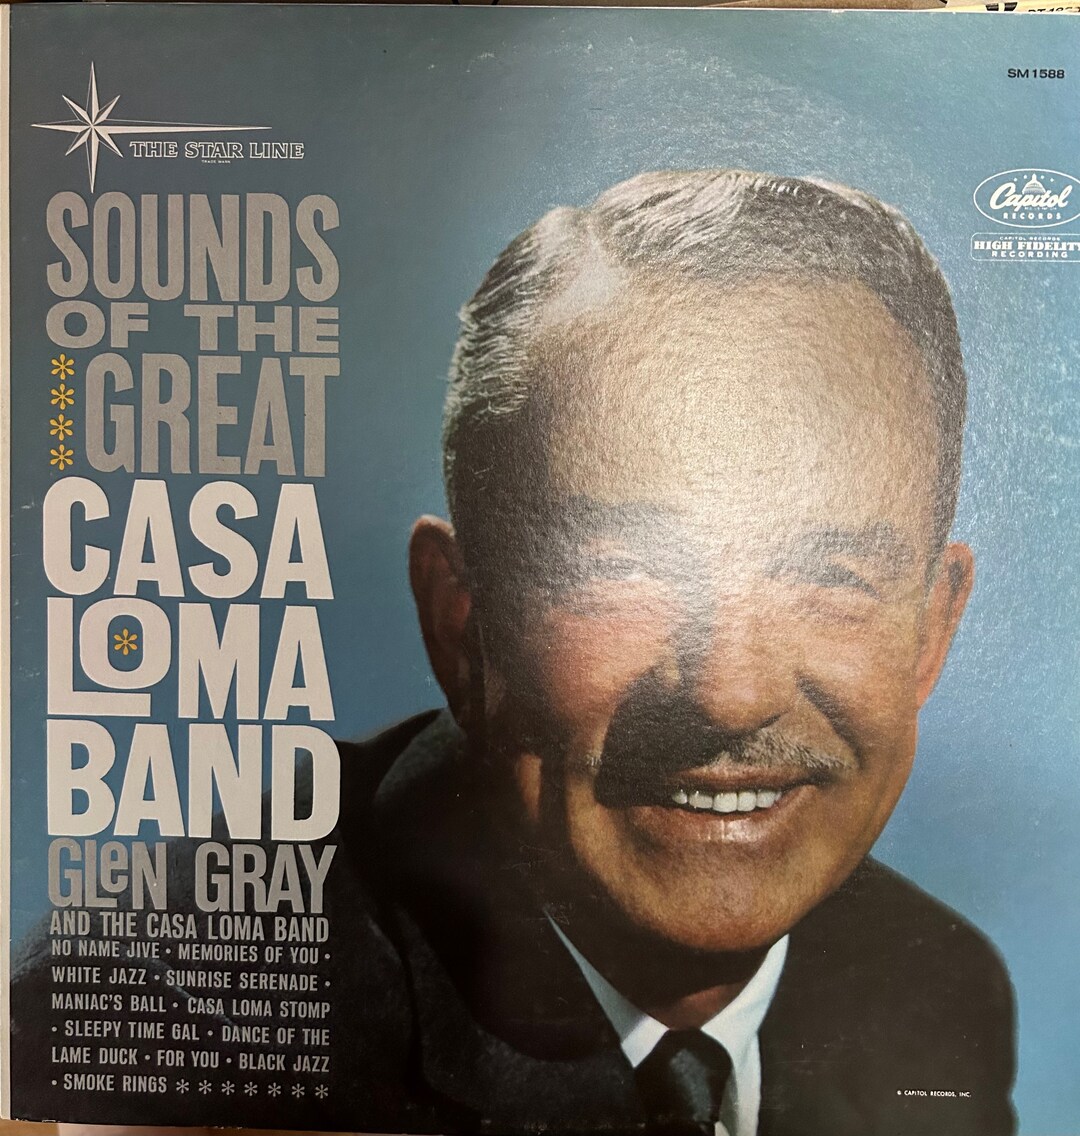 SM 1588
THE STAR LINE
TRADE MARK
Capitol
RECORDS
CAPITOL RECORDS
HIGH FIDELITY
RECORDING
SOUNDS
OF THE
GREAT
CASA
LOMA
BAND
GLeN GRAY
AND THE CASA LOMA BAND
NO NAME JIVE • MEMORIES OF YOU •
WHITE JAZZ • SUNRISE SERENADE •
MANIAC'S BALL • CASA LOMA STOMP
• SLEEPY TIME GAL • DANCE OF THE
LAME DUCK • FOR YOU • BLACK JAZZ
• SMOKE RINGS * * * * * * *
© CAPITOL RECORDS, INC.